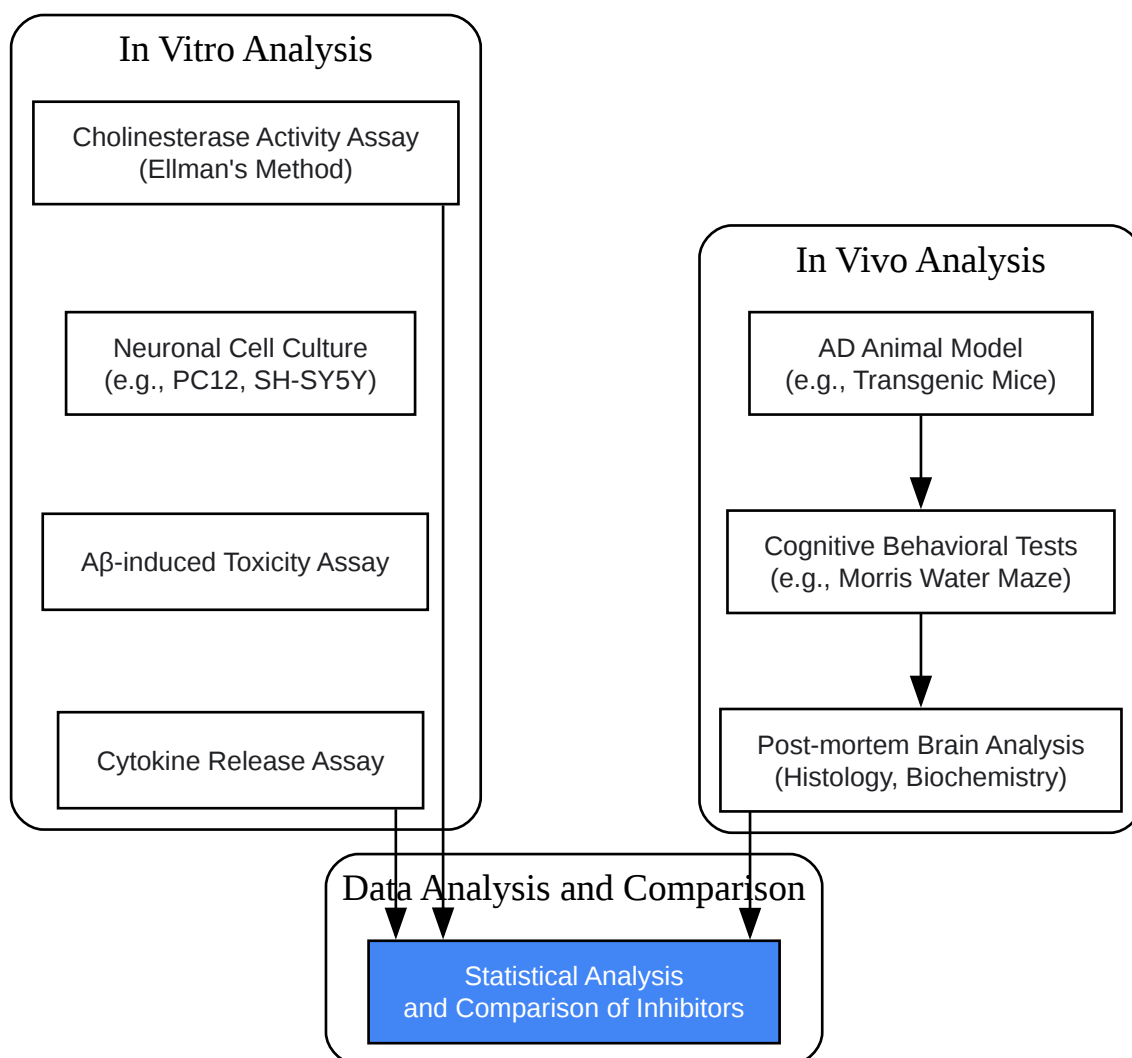 In Vitro Analysis
Cholinesterase Activity Assay
(Ellman's Method)
Neuronal Cell Culture
(e.g., PC12, SH-SY5Y)
Aβ-induced Toxicity Assay
Cytokine Release Assay
In Vivo Analysis
AD Animal Model
(e.g., Transgenic Mice)
Cognitive Behavioral Tests
(e.g., Morris Water Maze)
Post-mortem Brain Analysis
(Histology, Biochemistry)
Data Analysis and Comparison
Statistical Analysis
and Comparison of Inhibitors